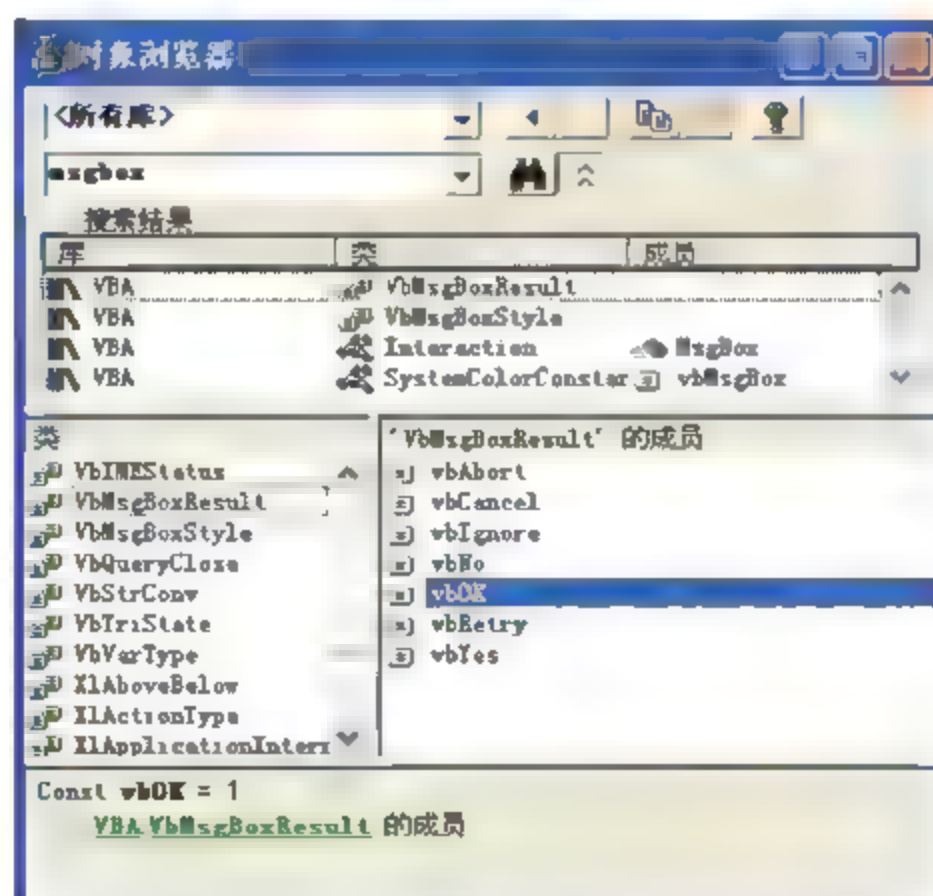 对象浏览器
<所有库>
msgbox
搜索结果
库 类 成员
VBA VbMsgBoxResult
VBA VbMsgBoxStyle
VBA Interaction MsgBox
VBA SystemColorConstar vbMsgBox
类
'VbMsgBoxResult' 的成员
VbIMEStatus
VbMsgBoxResult
VbMsgBoxStyle
VbQueryClose
VbStrConv
VbTriState
VbVarType
XlAboveBelow
XlActionType
XlApplicationInterr
vbAbort
vbCancel
vbIgnore
vbNo
vbOK
vbRetry
vbYes
Const vbOK = 1
VBA.VbMsgBoxResult 的成员